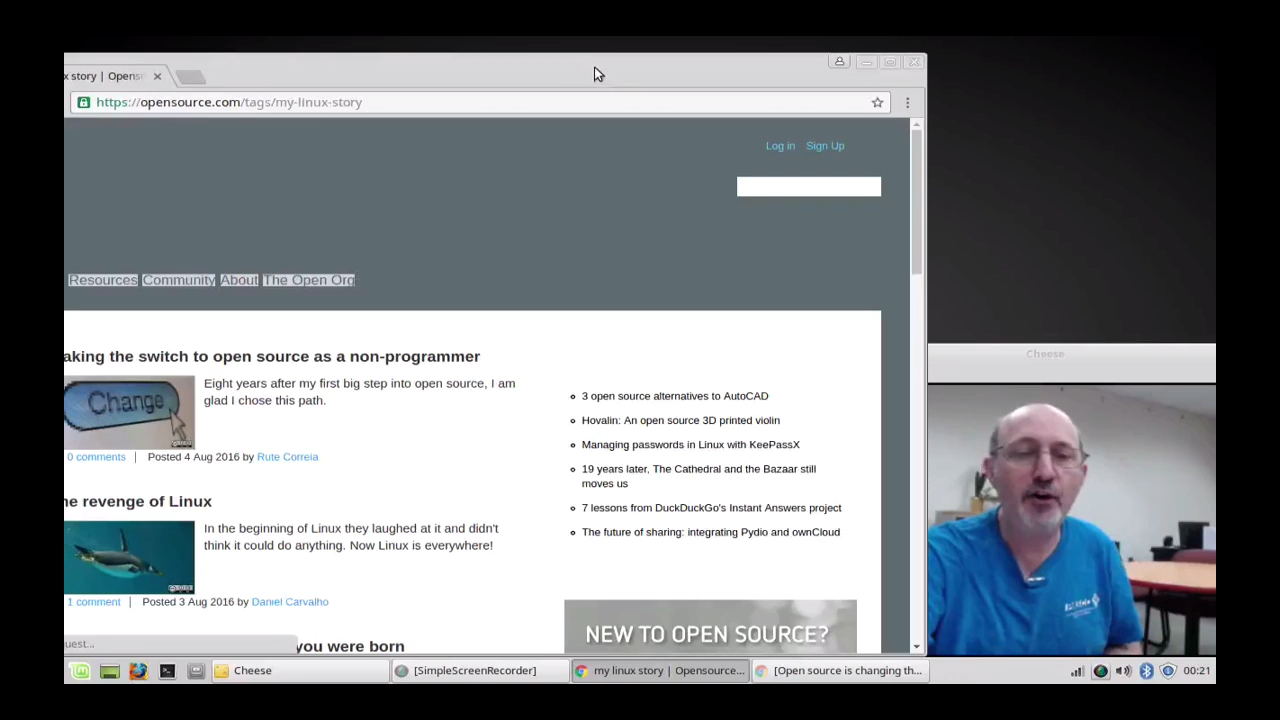 x story | Openso
https://opensource.com/tags/my-linux-story
Log in Sign Up
Resources Community About The Open Org
aking the switch to open source as a non-programmer
Change
Eight years after my first big step into open source, I am
glad I chose this path.
0 comments | Posted 4 Aug 2016 by Rute Correia
he revenge of Linux
In the beginning of Linux they laughed at it and didn't
think it could do anything. Now Linux is everywhere!
1 comment | Posted 3 Aug 2016 by Daniel Carvalho
uest...
you were born
3 open source alternatives to AutoCAD
Hovalin: An open source 3D printed violin
Managing passwords in Linux with KeePassX
19 years later, The Cathedral and the Bazaar still
moves us
7 lessons from DuckDuckGo's Instant Answers project
The future of sharing: integrating Pydio and ownCloud
NEW TO OPEN SOURCE?
Cheese
Cheese
[SimpleScreenRecorder]
my linux story | Opensource...
[Open source is changing th...
00:21